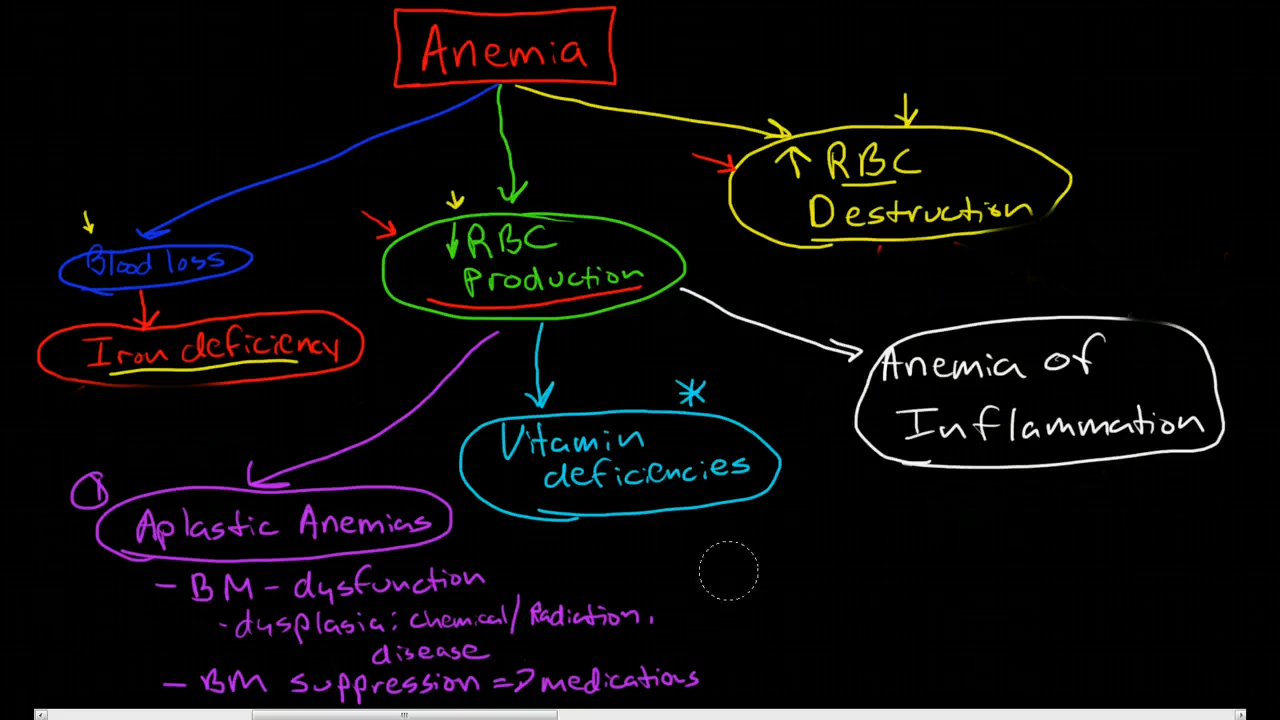 Anemia
↑ RBC
Destruction
↓ RBC
Production
Blood loss
Iron deficiency
Anemia of
Inflammation
*
Vitamin
deficiencies
1
Aplastic Anemias
- BM - dysfunction
- dysplasia: chemical/Radiation,
disease
- BM suppression => medications